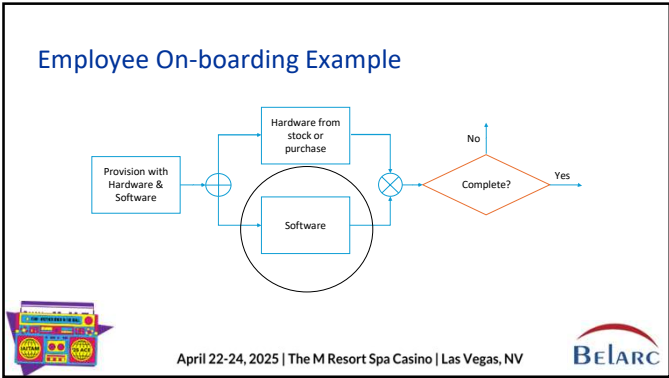 Employee On-boarding Example
Provision with
Hardware &
Software
Hardware from
stock or
purchase
Software
Complete?
No
Yes
IAITAM
April 22-24, 2025 | The M Resort Spa Casino | Las Vegas, NV
BELARC